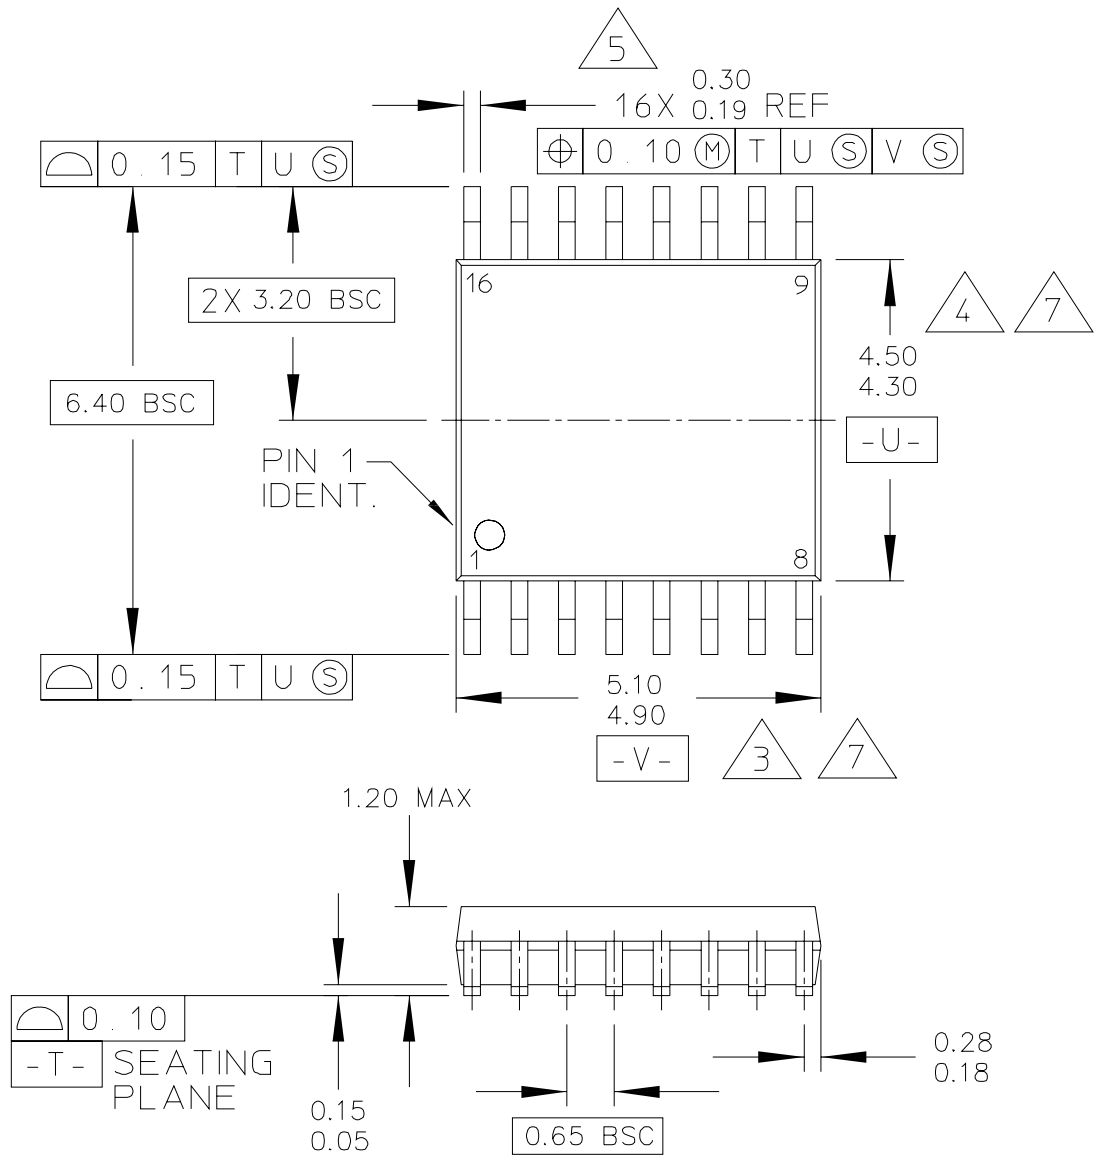 5
0.30
16X 0.19 REF
0.15 T U Ⓢ
⌖ 0.10 Ⓜ T U Ⓢ V Ⓢ
16 9
2X 3.20 BSC
4 7
4.50
4.30
6.40 BSC
-U-
PIN 1
IDENT.
1 8
0.15 T U Ⓢ
5.10
4.90
-V-
3 7
1.20 MAX
0.10
-T- SEATING
PLANE
0.28
0.18
0.15
0.05
0.65 BSC